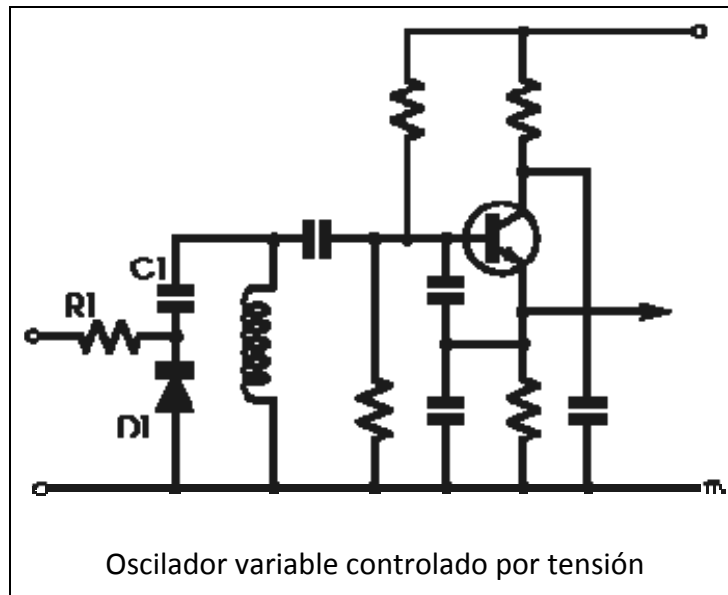 C1
R1
D1
Oscilador variable controlado por tensión